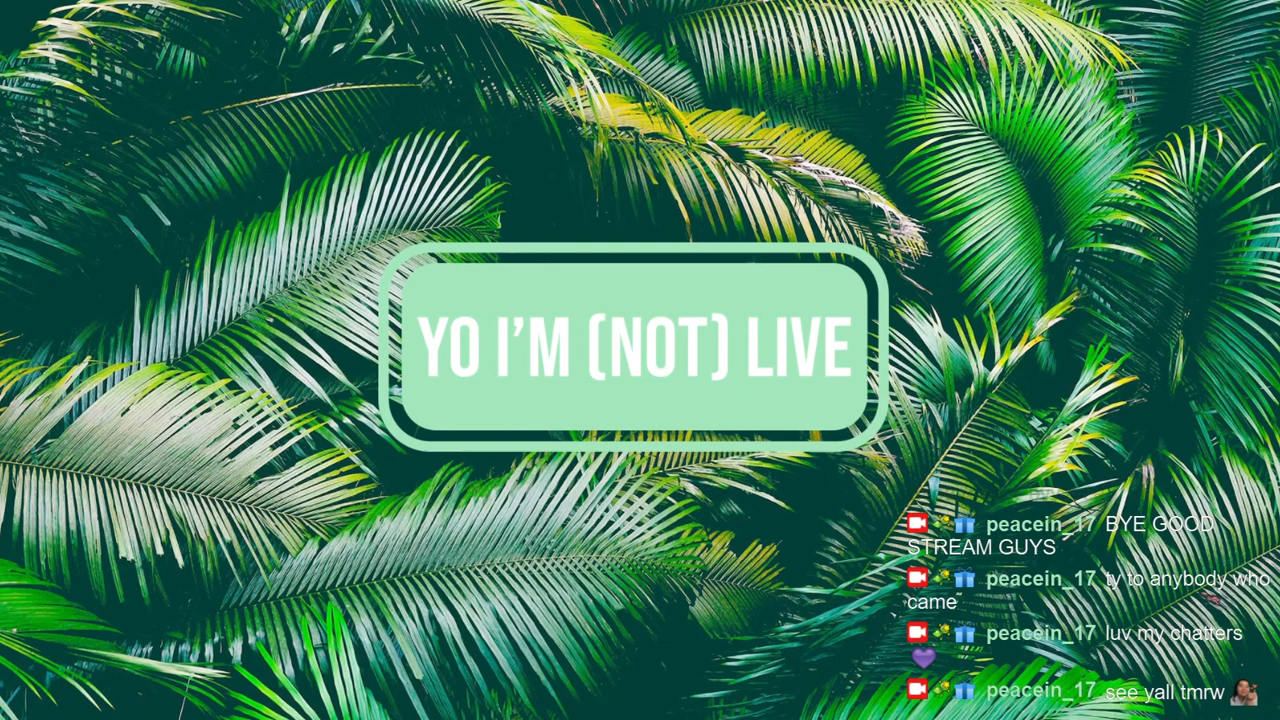 YO I'M (NOT) LIVE
peacein_17 BYE GOOD
STREAM GUYS
peacein_17 ty to anybody who
came
peacein_17 luv my chatters
peacein_17 see yall tmrw